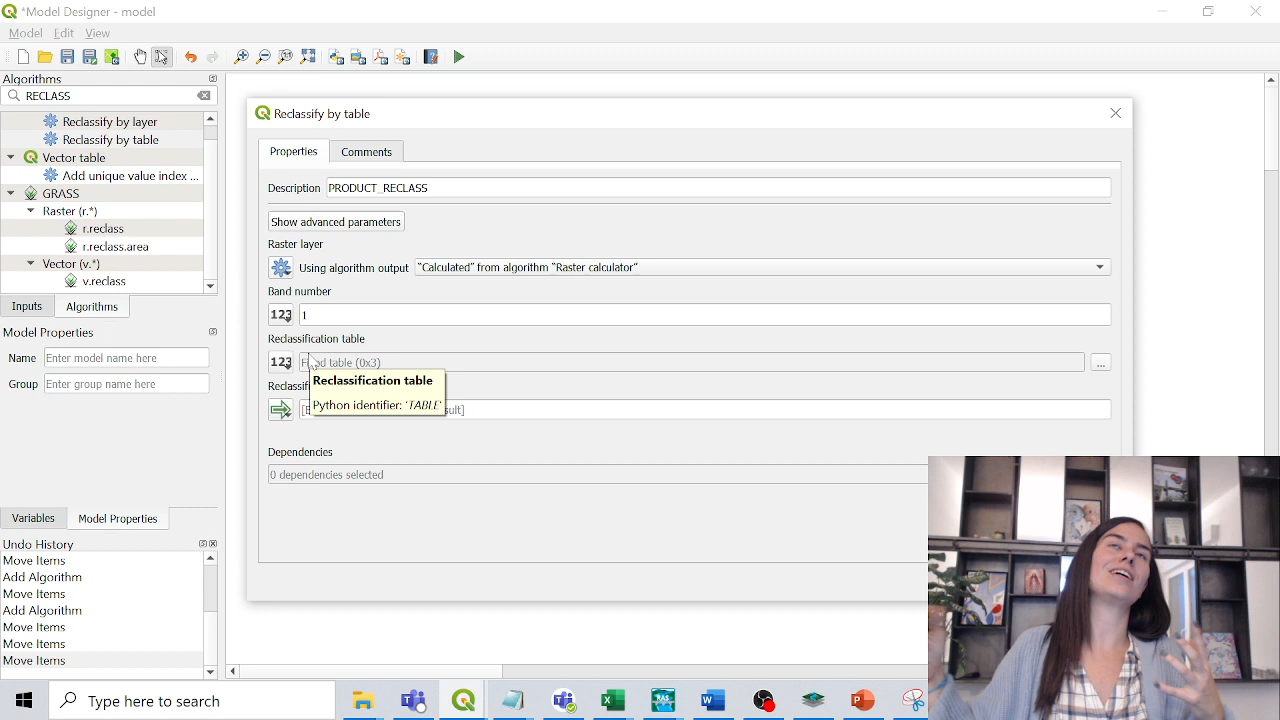 *Model Designer - model
Model Edit View
Algorithms
RECLASS
Reclassify by layer
Reclassify by table
Vector table
Add unique value index ...
GRASS
Raster (r.*)
r.reclass
r.reclass.area
Vector (v.*)
v.reclass
Inputs Algorithms
Model Properties
Name Enter model name here
Group Enter group name here
Variables Model Properties
Undo History
Move Items
Add Algorithm
Move Items
Add Algorithm
Move Items
Move Items
Move Items
Reclassify by table
Properties Comments
Description PRODUCT_RECLASS
Show advanced parameters
Raster layer
Using algorithm output "Calculated" from algorithm "Raster calculator"
Band number
123 1
Reclassification table
123 table (0x3)
...
Reclassification table
Python identifier: 'TABLE'
Dependencies
0 dependencies selected
Type here to search